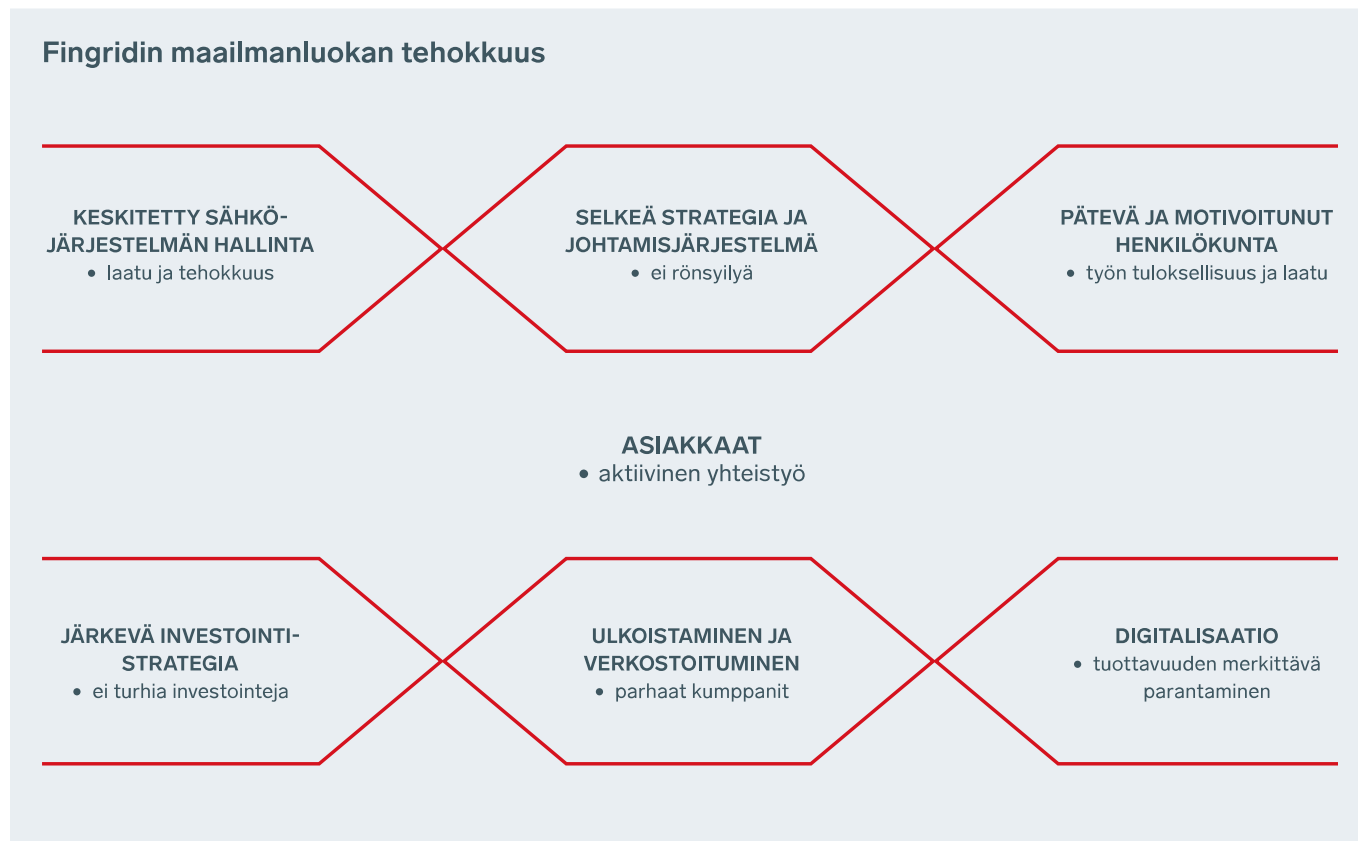 Fingridin maailmanluokan tehokkuus
KESKITETTY SÄHKÖ-
JÄRJESTELMÄN HALLINTA
• laatu ja tehokkuus
SELKEÄ STRATEGIA JA
JOHTAMISJÄRJESTELMÄ
• ei rönsyilyä
PÄTEVÄ JA MOTIVOITUNUT
HENKILÖKUNTA
• työn tuloksellisuus ja laatu
ASIAKKAAT
• aktiivinen yhteistyö
JÄRKEVÄ INVESTOINTI-
STRATEGIA
• ei turhia investointeja
ULKOISTAMINEN JA
VERKOSTOITUMINEN
• parhaat kumppanit
DIGITALISAATIO
• tuottavuuden merkittävä
parantaminen